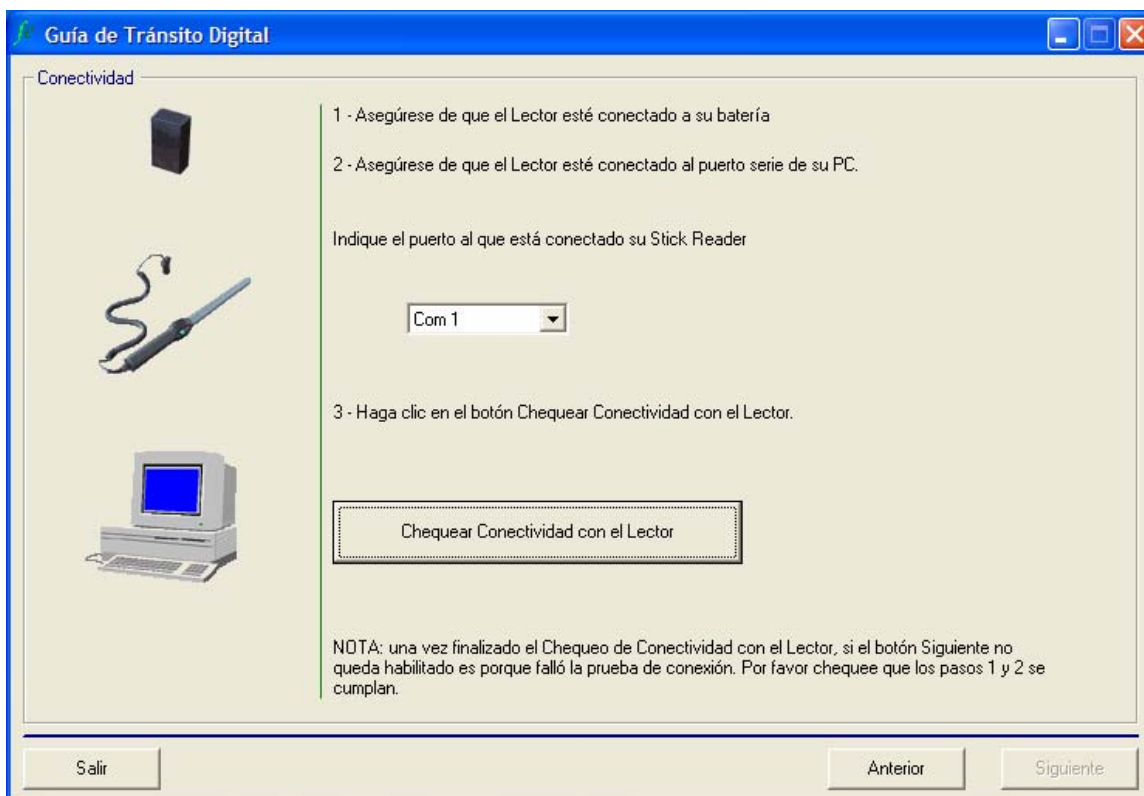 Guía de Tránsito Digital
Conectividad
1 - Asegúrese de que el Lector esté conectado a su batería
2 - Asegúrese de que el Lector esté conectado al puerto serie de su PC.
Indique el puerto al que está conectado su Stick Reader
Com 1
3 - Haga clic en el botón Chequear Conectividad con el Lector.
Chequear Conectividad con el Lector
NOTA: una vez finalizado el Chequeo de Conectividad con el Lector, si el botón Siguiente no
queda habilitado es porque falló la prueba de conexión. Por favor chequee que los pasos 1 y 2 se
cumplan.
Salir
Anterior
Siguiente